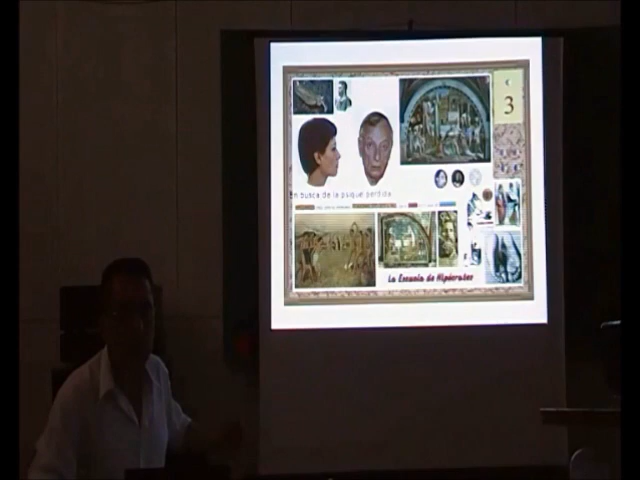 3
En busca de la psique perdida
La Escuela de Hipócrates